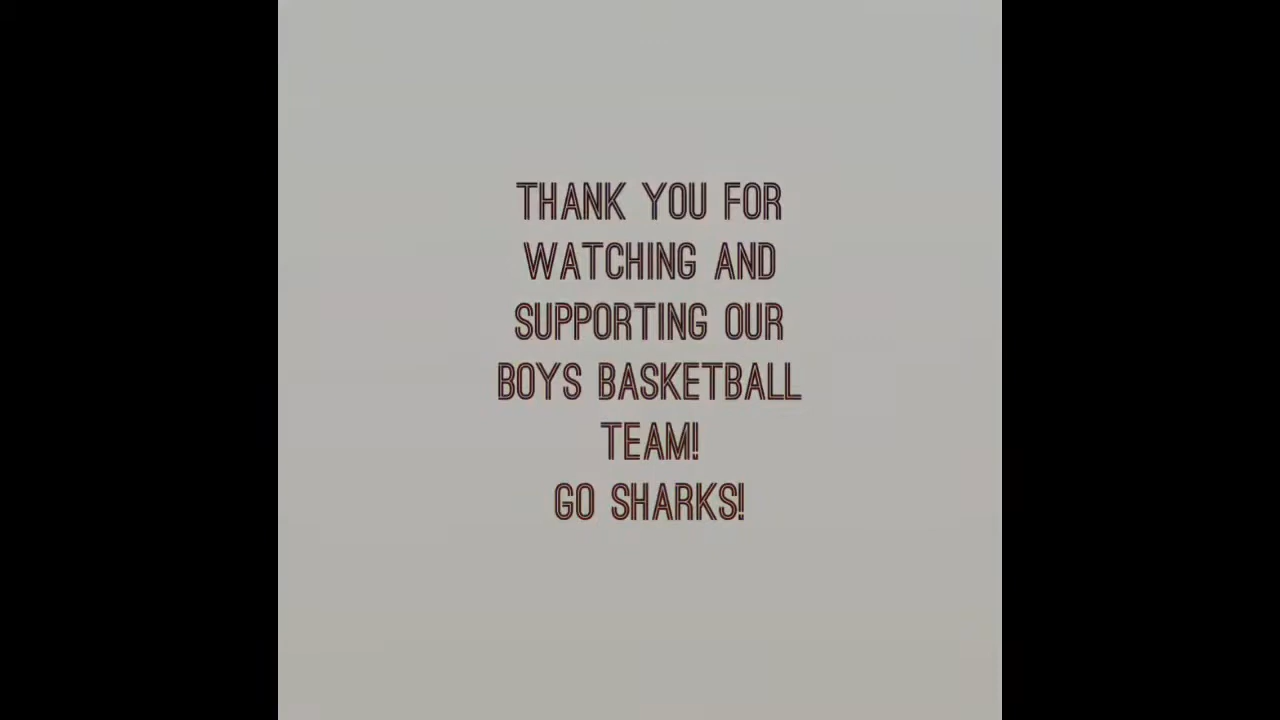 THANK YOU FOR
WATCHING AND
SUPPORTING OUR
BOYS BASKETBALL
TEAM!
GO SHARKS!